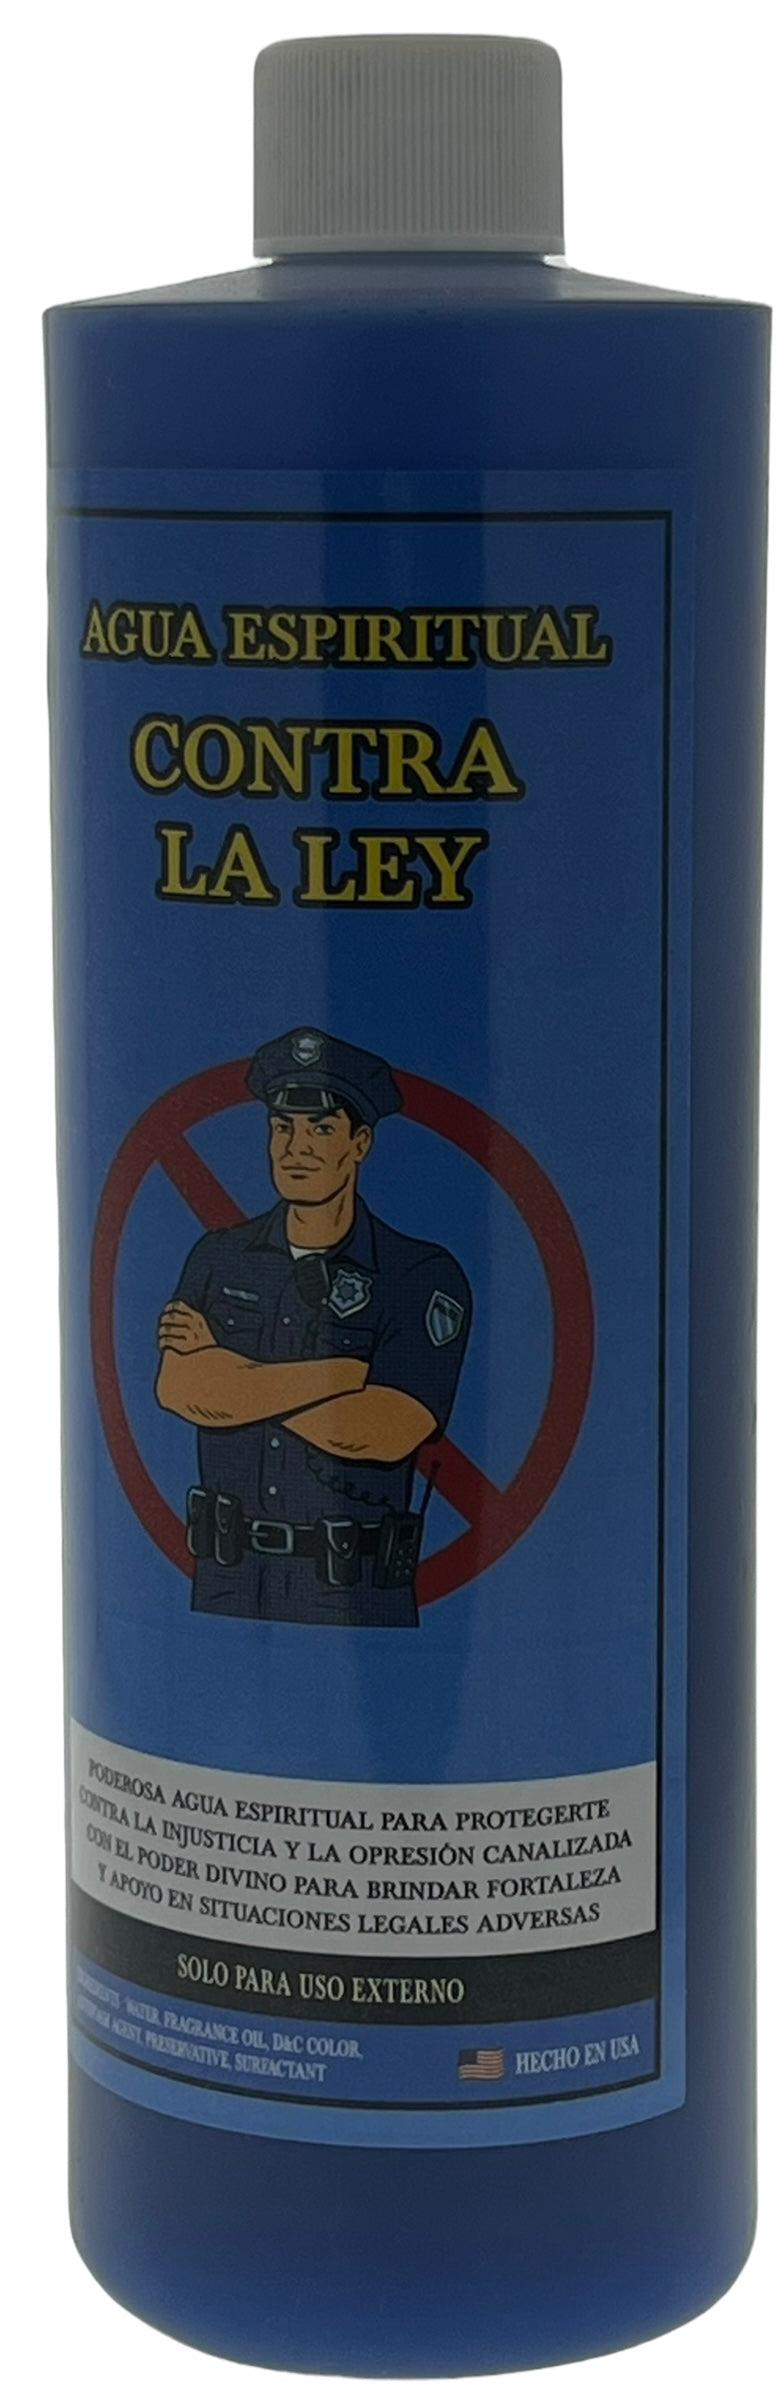 AGUA ESPIRITUAL
CONTRA
LA LEY
PODEROSA AGUA ESPIRITUAL PARA PROTEGERTE
CONTRA LA INJUSTICIA Y LA OPRESIÓN CANALIZADA
CON EL PODER DIVINO PARA BRINDAR FORTALEZA
Y APOYO EN SITUACIONES LEGALES ADVERSAS
SOLO PARA USO EXTERNO
INGREDIENTS: WATER, FRAGRANCE OIL, D&C COLOR,
AGENT, PRESERVATIVE, SURFACTANT
HECHO EN USA